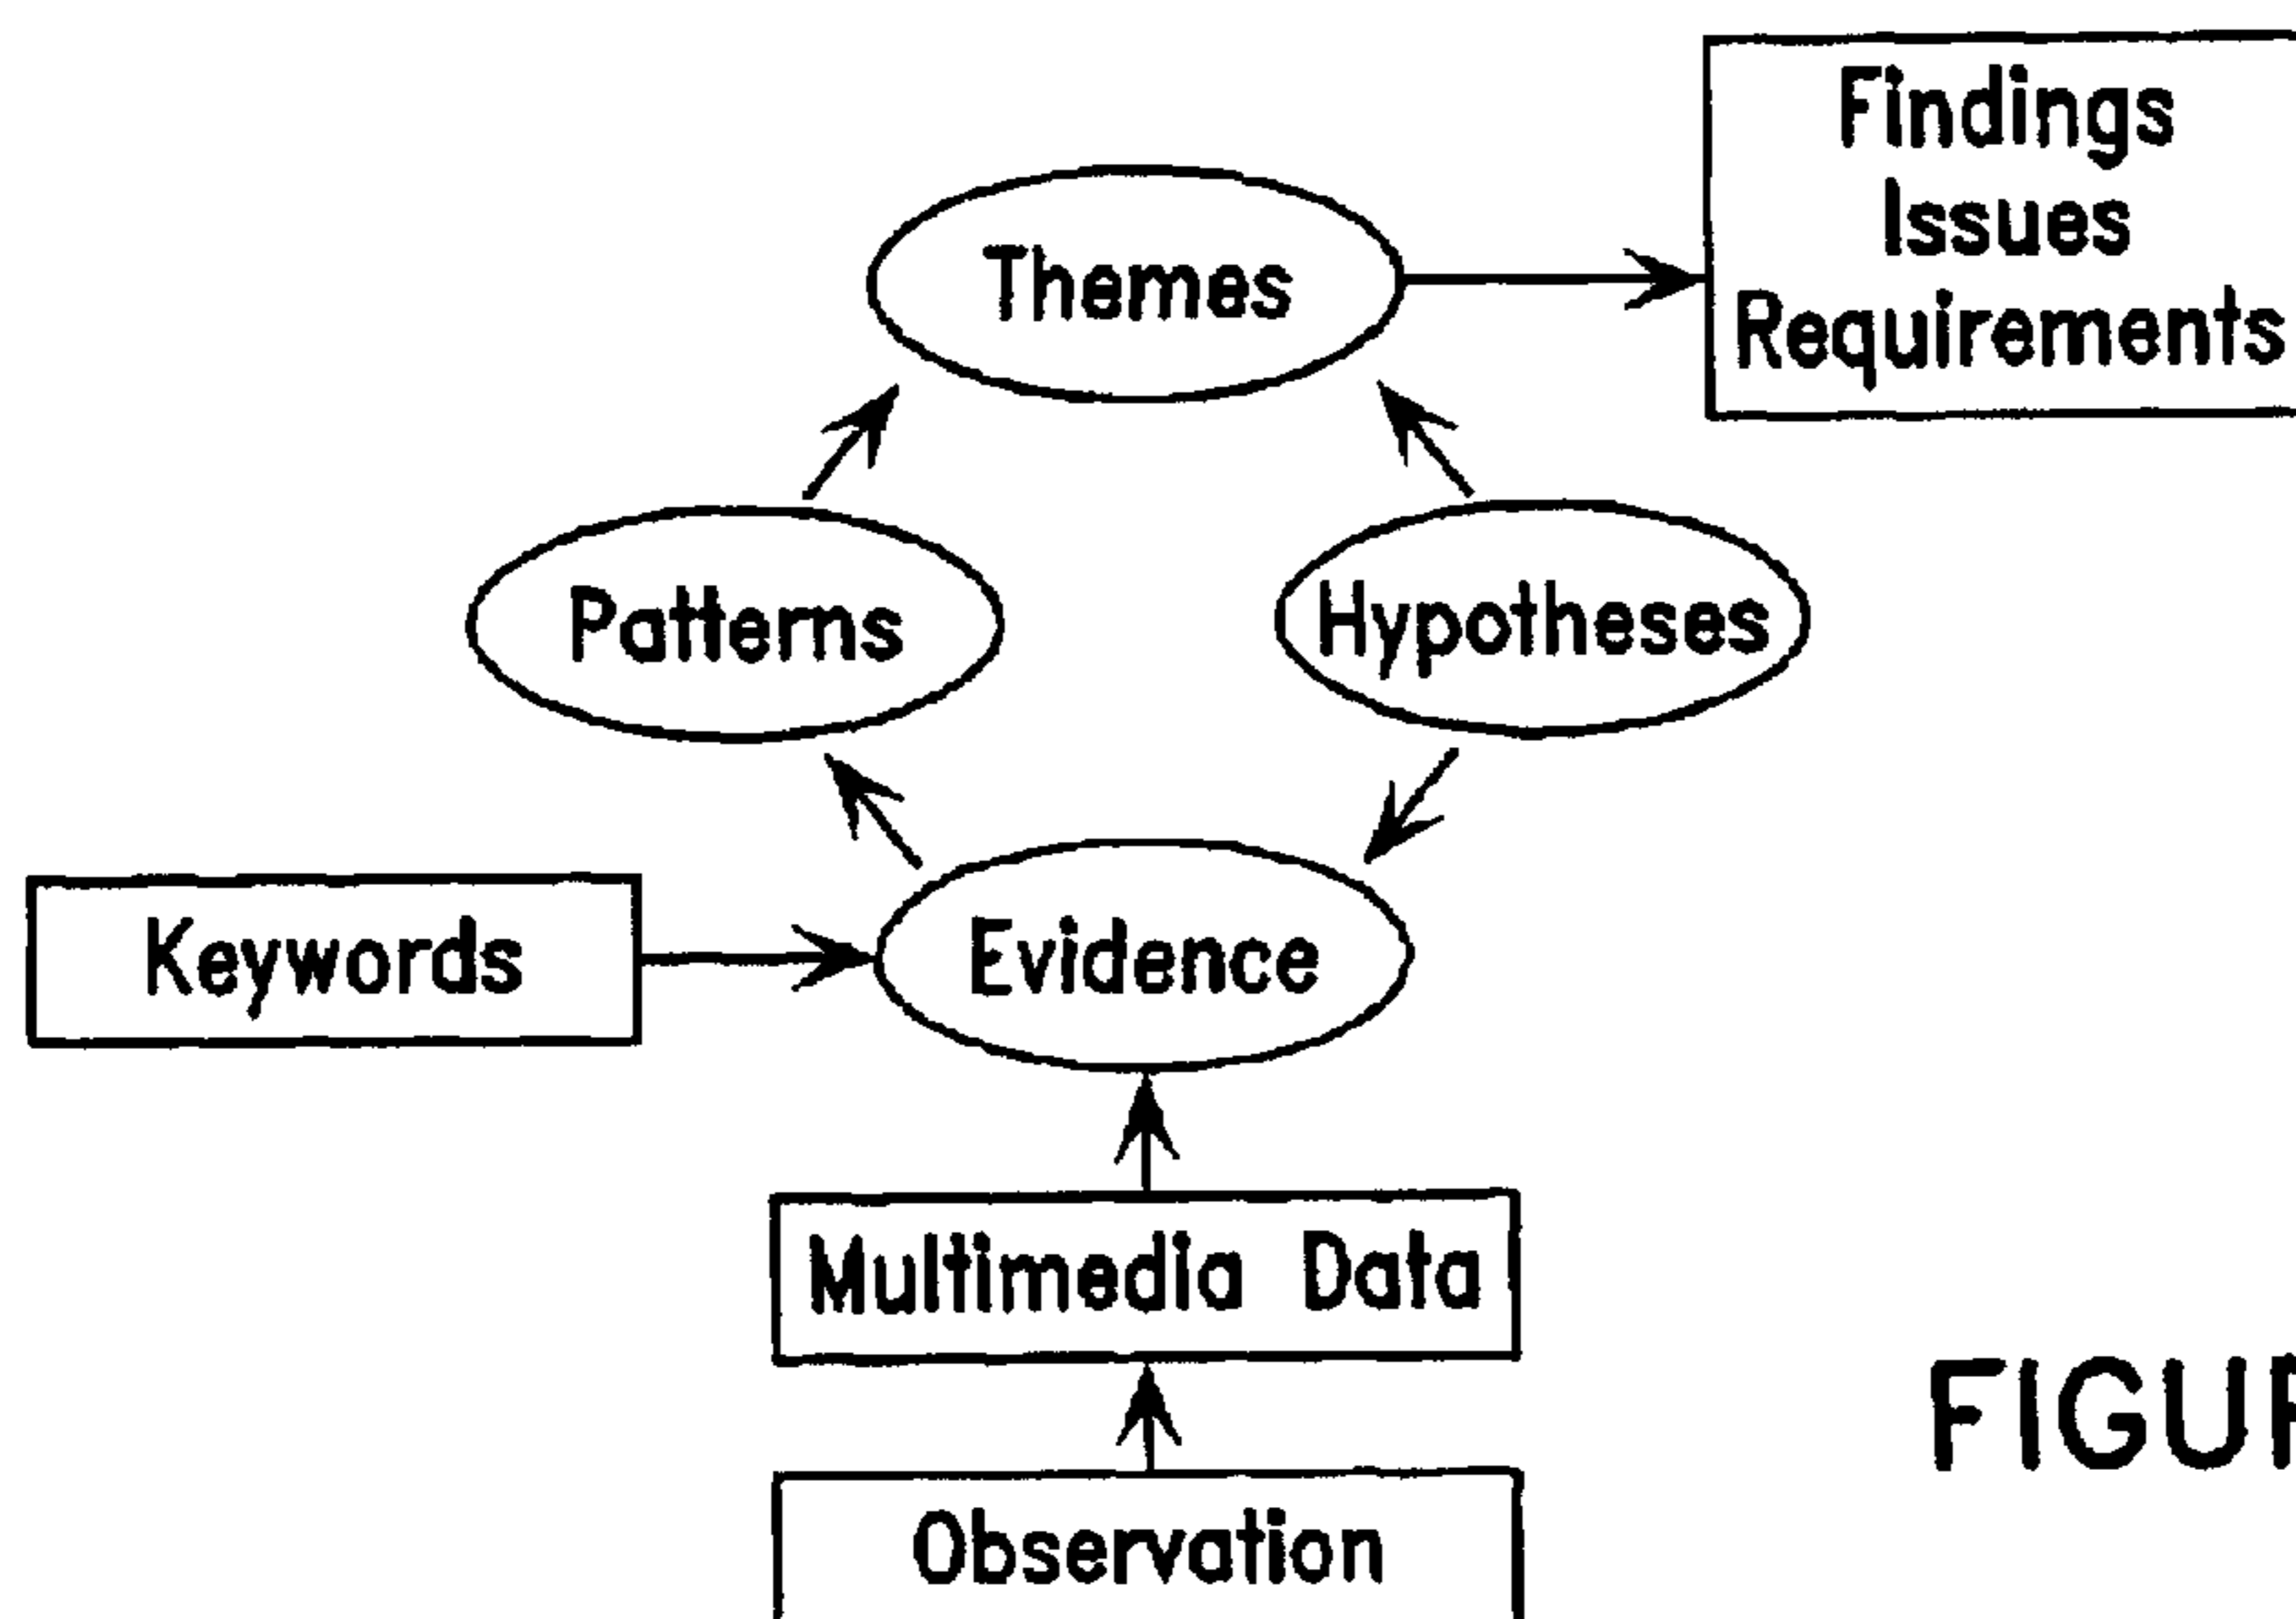 Findings
Issues
Requirements
Themes
Patterns
Hypotheses
Keywords
Evidence
Multimedia Data
Observation